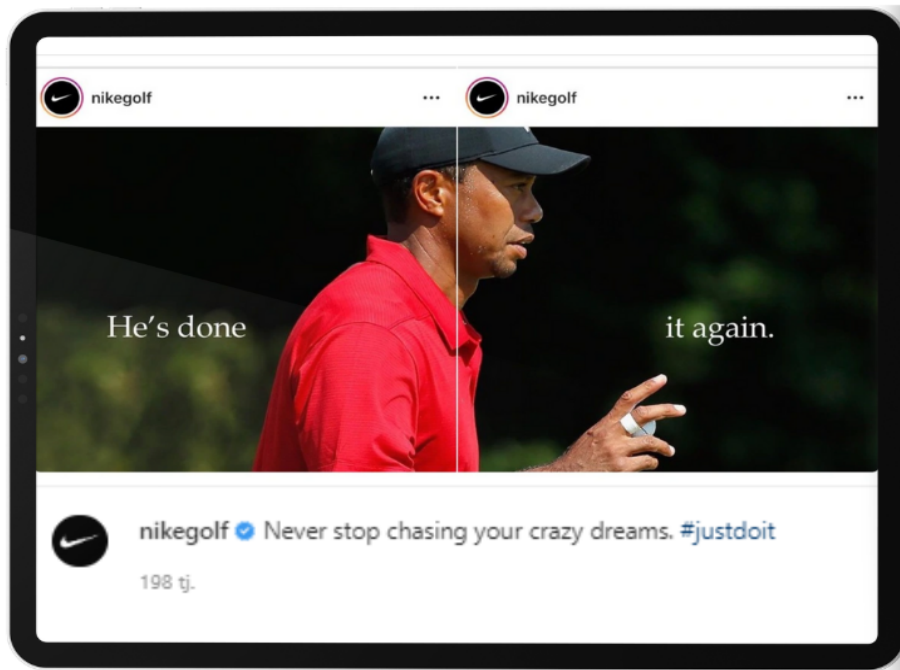 nikegolf ... nikegolf ...
He's done it again.
nikegolf Never stop chasing your crazy dreams. #justdoit
198 tj.